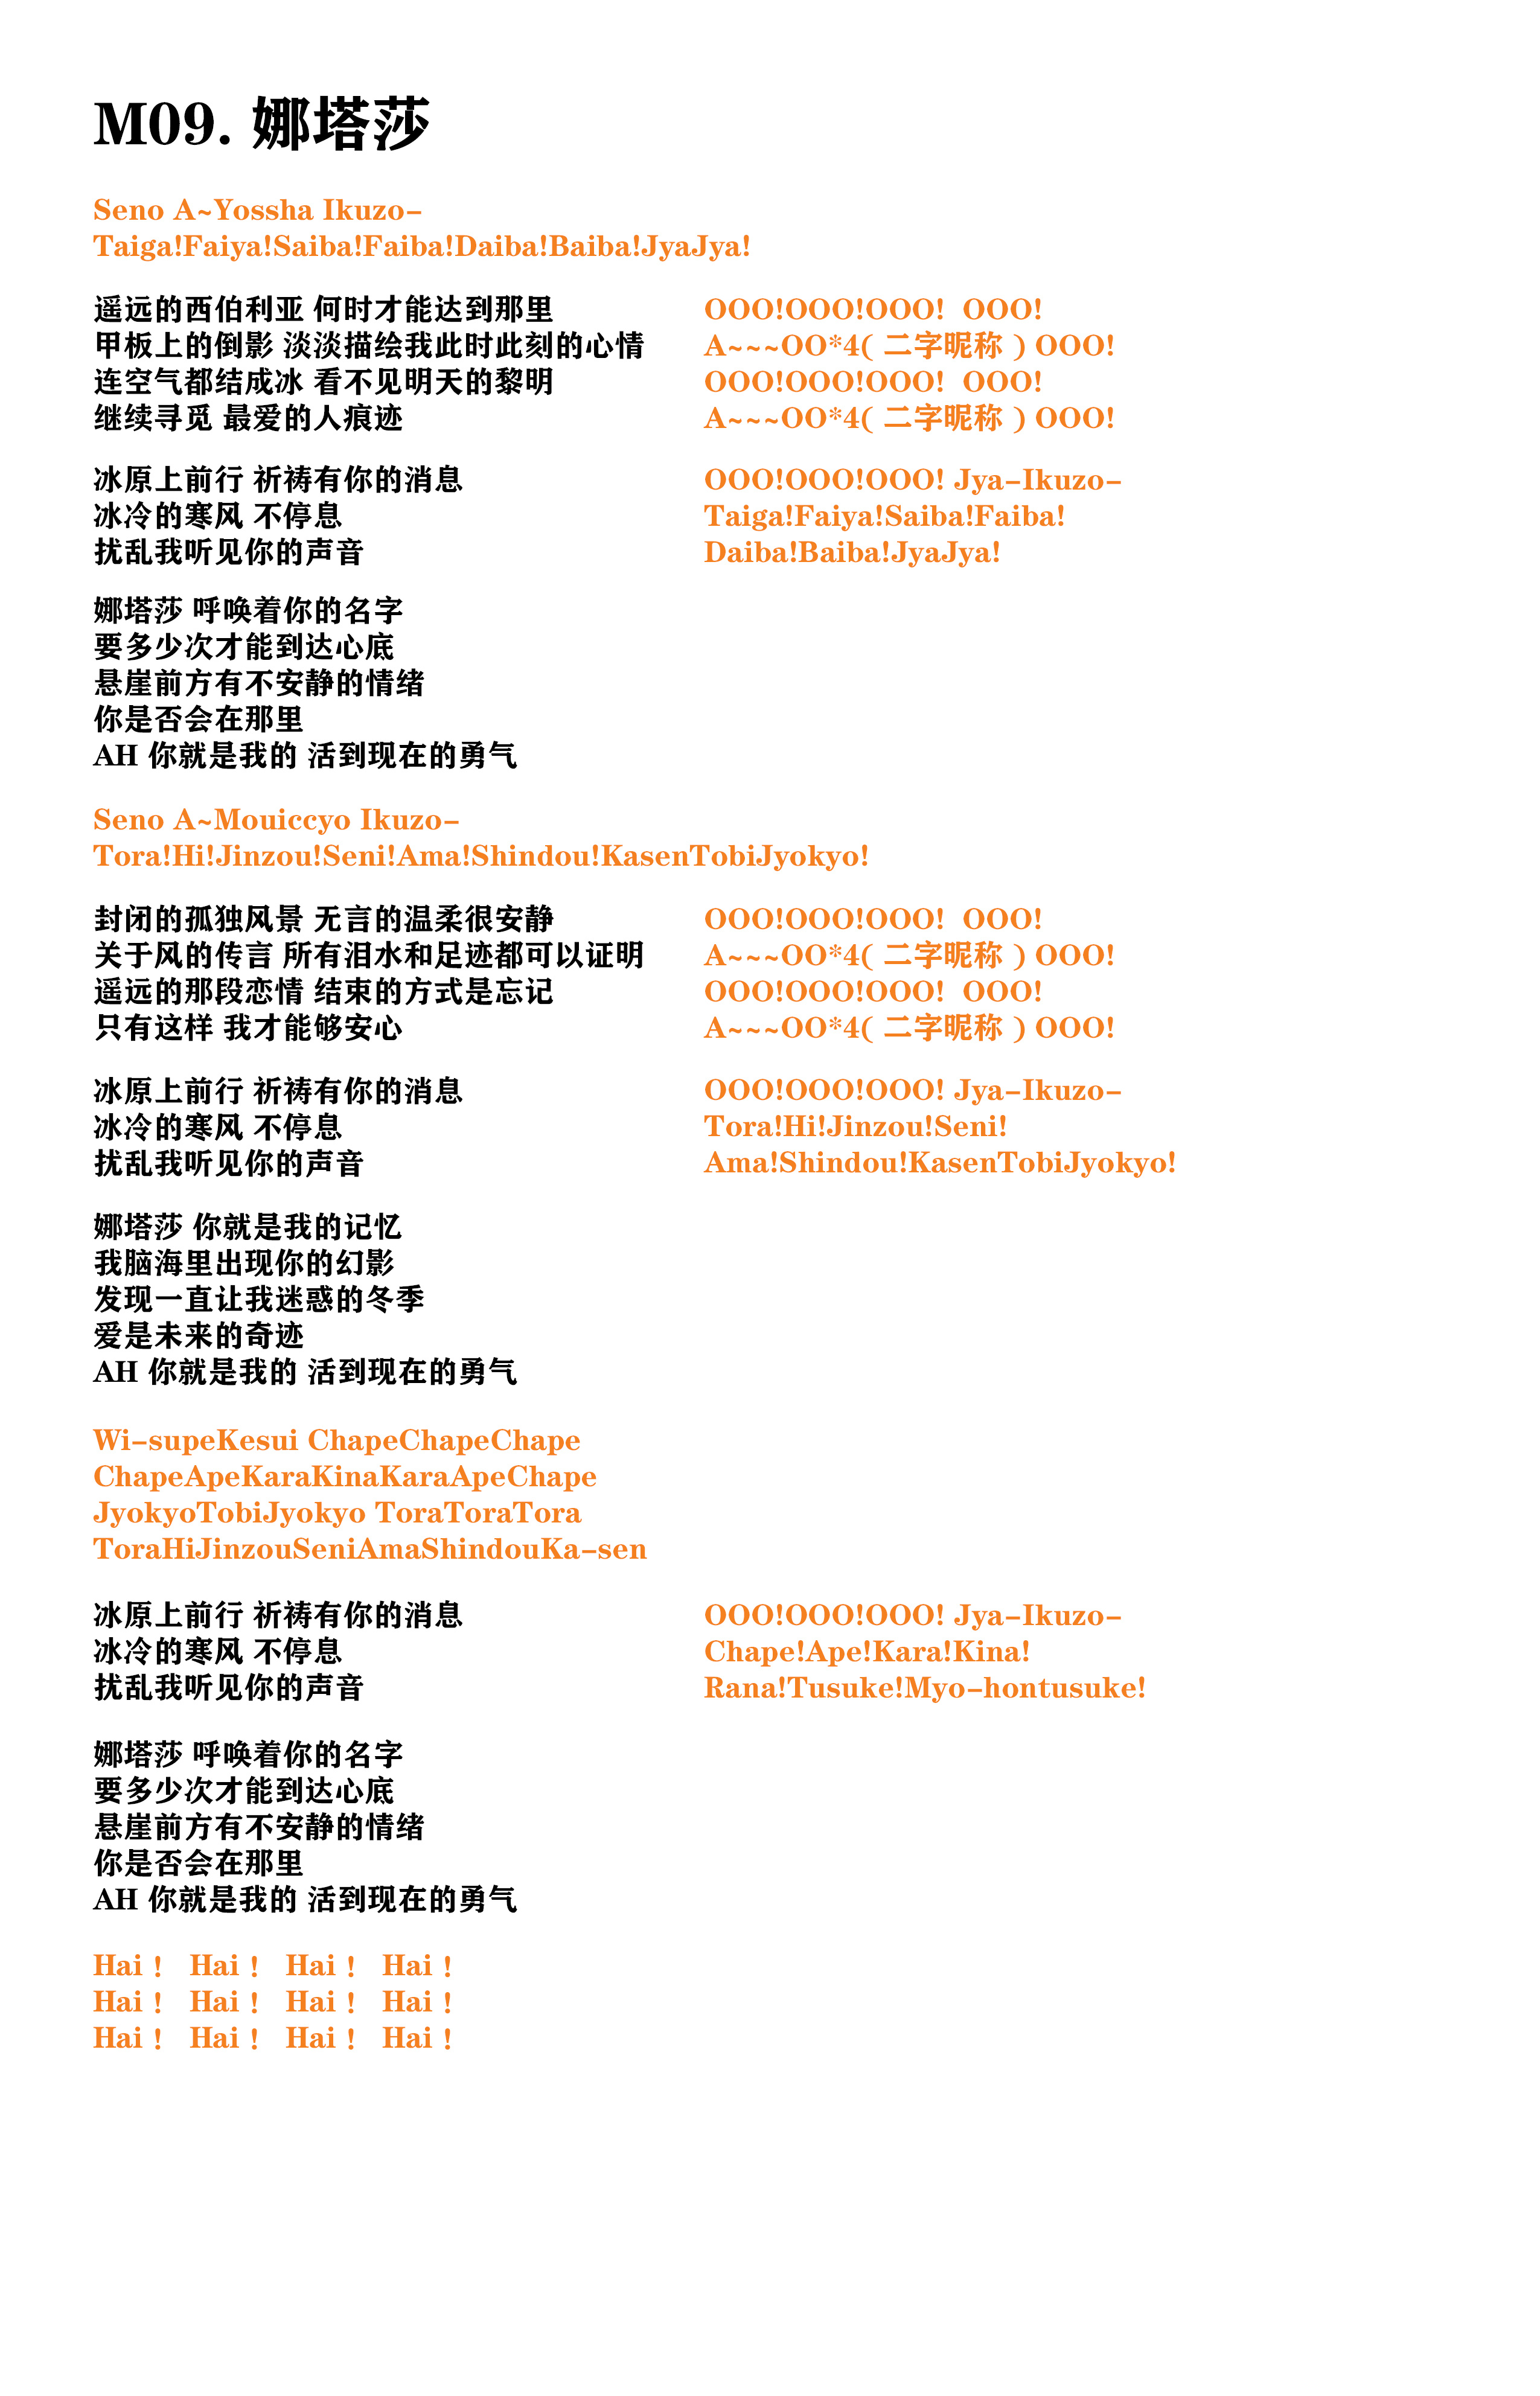 M09. 娜塔莎
Seno A~Yossha Ikuzo-
Taiga!Faiya!Saiba!Faiba!Daiba!Baiba!JyaJya!
遥远的西伯利亚 何时才能达到那里 OOO!OOO!OOO! OOO!
甲板上的倒影 淡淡描绘我此时此刻的心情 A~~~OO*4( 二字昵称 ) OOO!
连空气都结成冰 看不见明天的黎明 OOO!OOO!OOO! OOO!
继续寻觅 最爱的人痕迹 A~~~OO*4( 二字昵称 ) OOO!
冰原上前行 祈祷有你的消息 OOO!OOO!OOO! Jya-Ikuzo-
冰冷的寒风 不停息 Taiga!Faiya!Saiba!Faiba!
扰乱我听见你的声音 Daiba!Baiba!JyaJya!
娜塔莎 呼唤着你的名字
要多少次才能到达心底
悬崖前方有不安静的情绪
你是否会在那里
AH 你就是我的 活到现在的勇气
Seno A~Mouiccyo Ikuzo-
Tora!Hi!Jinzou!Seni!Ama!Shindou!KasenTobiJyokyo!
封闭的孤独风景 无言的温柔很安静 OOO!OOO!OOO! OOO!
关于风的传言 所有泪水和足迹都可以证明 A~~~OO*4( 二字昵称 ) OOO!
遥远的那段恋情 结束的方式是忘记 OOO!OOO!OOO! OOO!
只有这样 我才能够安心 A~~~OO*4( 二字昵称 ) OOO!
冰原上前行 祈祷有你的消息 OOO!OOO!OOO! Jya-Ikuzo-
冰冷的寒风 不停息 Tora!Hi!Jinzou!Seni!
扰乱我听见你的声音 Ama!Shindou!KasenTobiJyokyo!
娜塔莎 你就是我的记忆
我脑海里出现你的幻影
发现一直让我迷惑的冬季
爱是未来的奇迹
AH 你就是我的 活到现在的勇气
Wi-supeKesui ChapeChapeChape
ChapeApeKaraKinaKaraApeChape
JyokyoTobiJyokyo ToraToraTora
ToraHiJinzouSeniAmaShindouKa-sen
冰原上前行 祈祷有你的消息 OOO!OOO!OOO! Jya-Ikuzo-
冰冷的寒风 不停息 Chape!Ape!Kara!Kina!
扰乱我听见你的声音 Rana!Tusuke!Myo-hontusuke!
娜塔莎 呼唤着你的名字
要多少次才能到达心底
悬崖前方有不安静的情绪
你是否会在那里
AH 你就是我的 活到现在的勇气
Hai ! Hai ! Hai ! Hai !
Hai ! Hai ! Hai ! Hai !
Hai ! Hai ! Hai ! Hai !